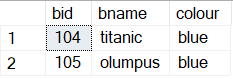 bid bname colour
1 104 titanic blue
2 105 olumpus blue